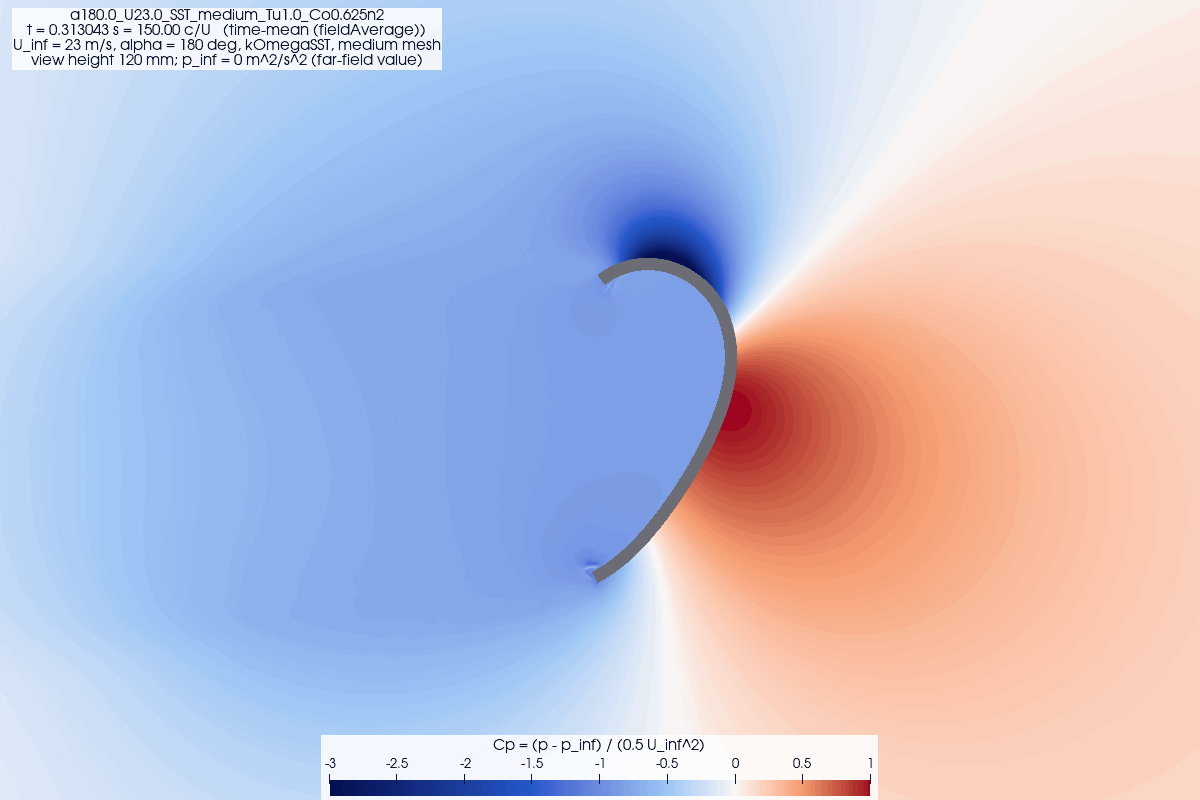 a180.0_U23.0_SST_medium_Tu1.0_Co0.625n2
t = 0.313043 s = 150.00 c/U (time-mean (fieldAverage))
U_inf = 23 m/s, alpha = 180 deg, kOmegaSST, medium mesh
view height 120 mm; p_inf = 0 m^2/s^2 (far-field value)
Cp = (p - p_inf) / (0.5 U_inf^2)
-3 -2.5 -2 -1.5 -1 -0.5 0 0.5 1